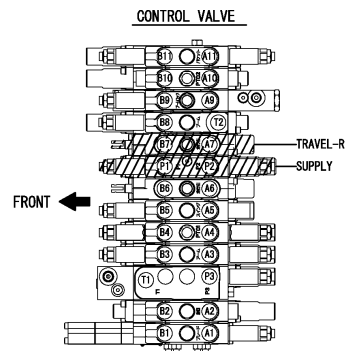 CONTROL VALVE
B11 A11
B10 A10
B9 A9
B8 T2
B7 A7 TRAVEL-R
P1 P2 SUPPLY
B6 A6
FRONT
B5 A5
B4 A4
B3 A3
T1 P3
B2 A2
B1 A1